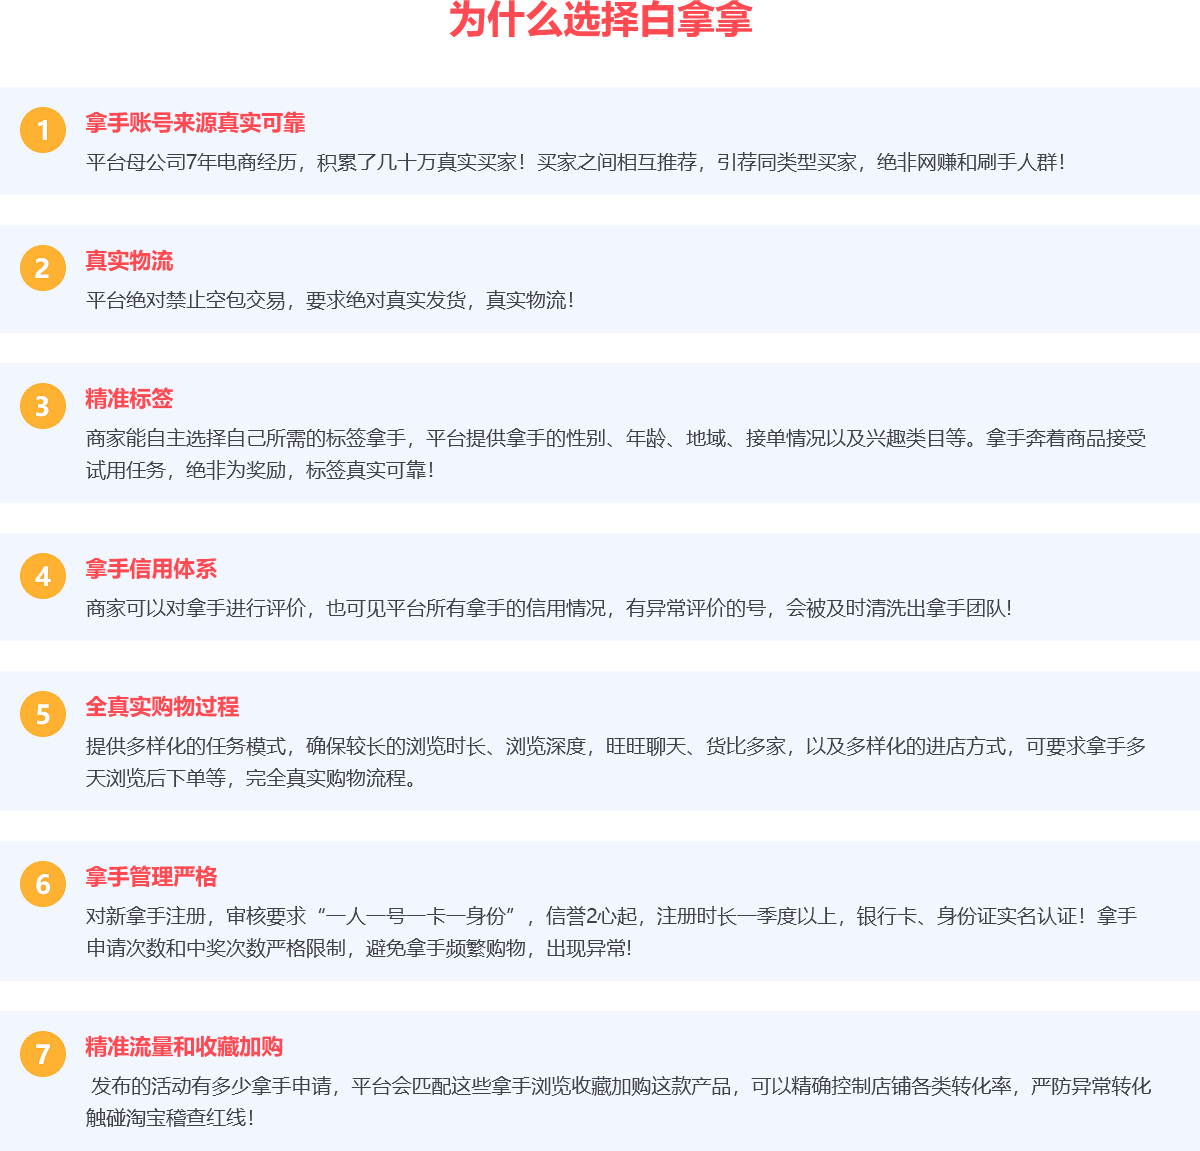 为什么选择白拿拿
1
拿手账号来源真实可靠
平台母公司7年电商经历，积累了几十万真实买家！买家之间相互推荐，引荐同类型买家，绝非网赚和刷手人群！
2
真实物流
平台绝对禁止空包交易，要求绝对真实发货，真实物流！
3
精准标签
商家能自主选择自己所需的标签拿手，平台提供拿手的性别、年龄、地域、接单情况以及兴趣类目等。拿手奔着商品接受
试用任务，绝非为奖励，标签真实可靠！
4
拿手信用体系
商家可以对拿手进行评价，也可见平台所有拿手的信用情况，有异常评价的号，会被及时清洗出拿手团队!
5
全真实购物过程
提供多样化的任务模式，确保较长的浏览时长、浏览深度，旺旺聊天、货比多家，以及多样化的进店方式，可要求拿手多
天浏览后下单等，完全真实购物流程。
6
拿手管理严格
对新拿手注册，审核要求“一人一号一卡一身份”，信誉2心起，注册时长一季度以上，银行卡、身份证实名认证！拿手
申请次数和中奖次数严格限制，避免拿手频繁购物，出现异常!
7
精准流量和收藏加购
发布的活动有多少拿手申请，平台会匹配这些拿手浏览收藏加购这款产品，可以精确控制店铺各类转化率，严防异常转化
触碰淘宝稽查红线！